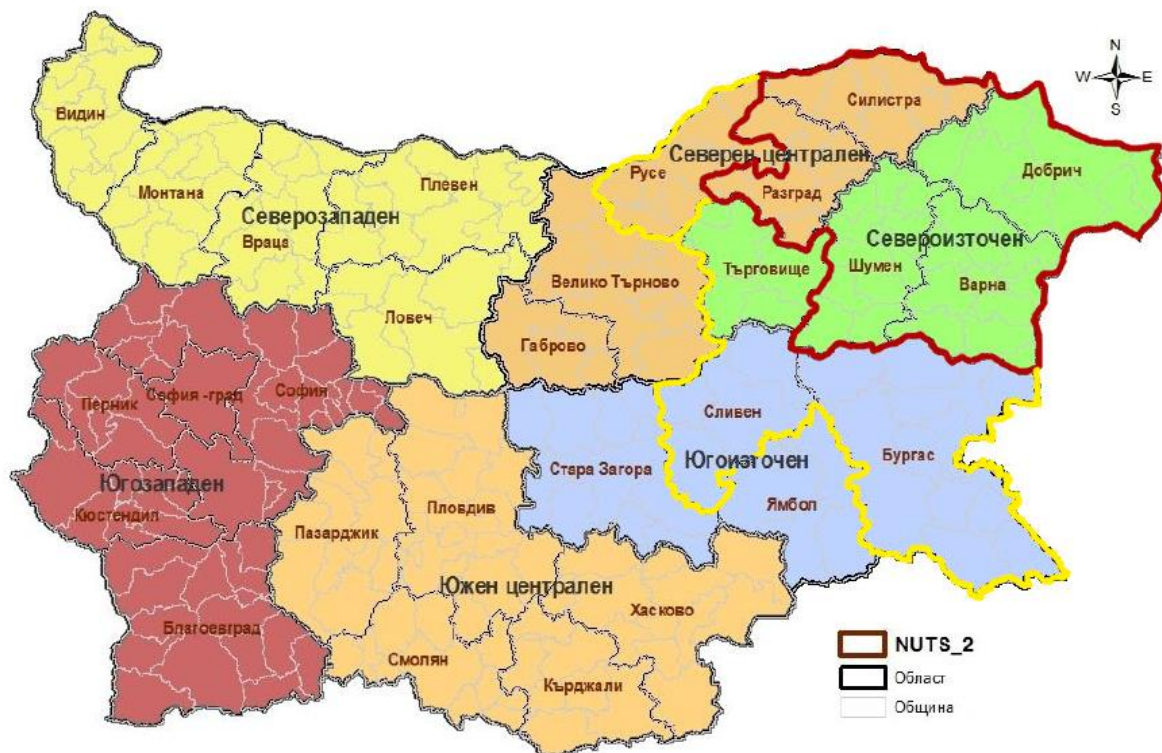 N
W E
S
Видин
Монтана
Враца
Плевен
Северозападен
Ловеч
Силистра
Северен централен
Русе
Разград
Добрич
Североизточен
Търговище
Шумен
Варна
Велико Търново
Габрово
София -град
София
Перник
Югозападен
Кюстендил
Благоевград
Сливен
Стара Загора
Югоизточен
Бургас
Ямбол
Пловдив
Пазарджик
Южен централен
Хасково
Смолян
Кърджали
NUTS_2
Област
Община